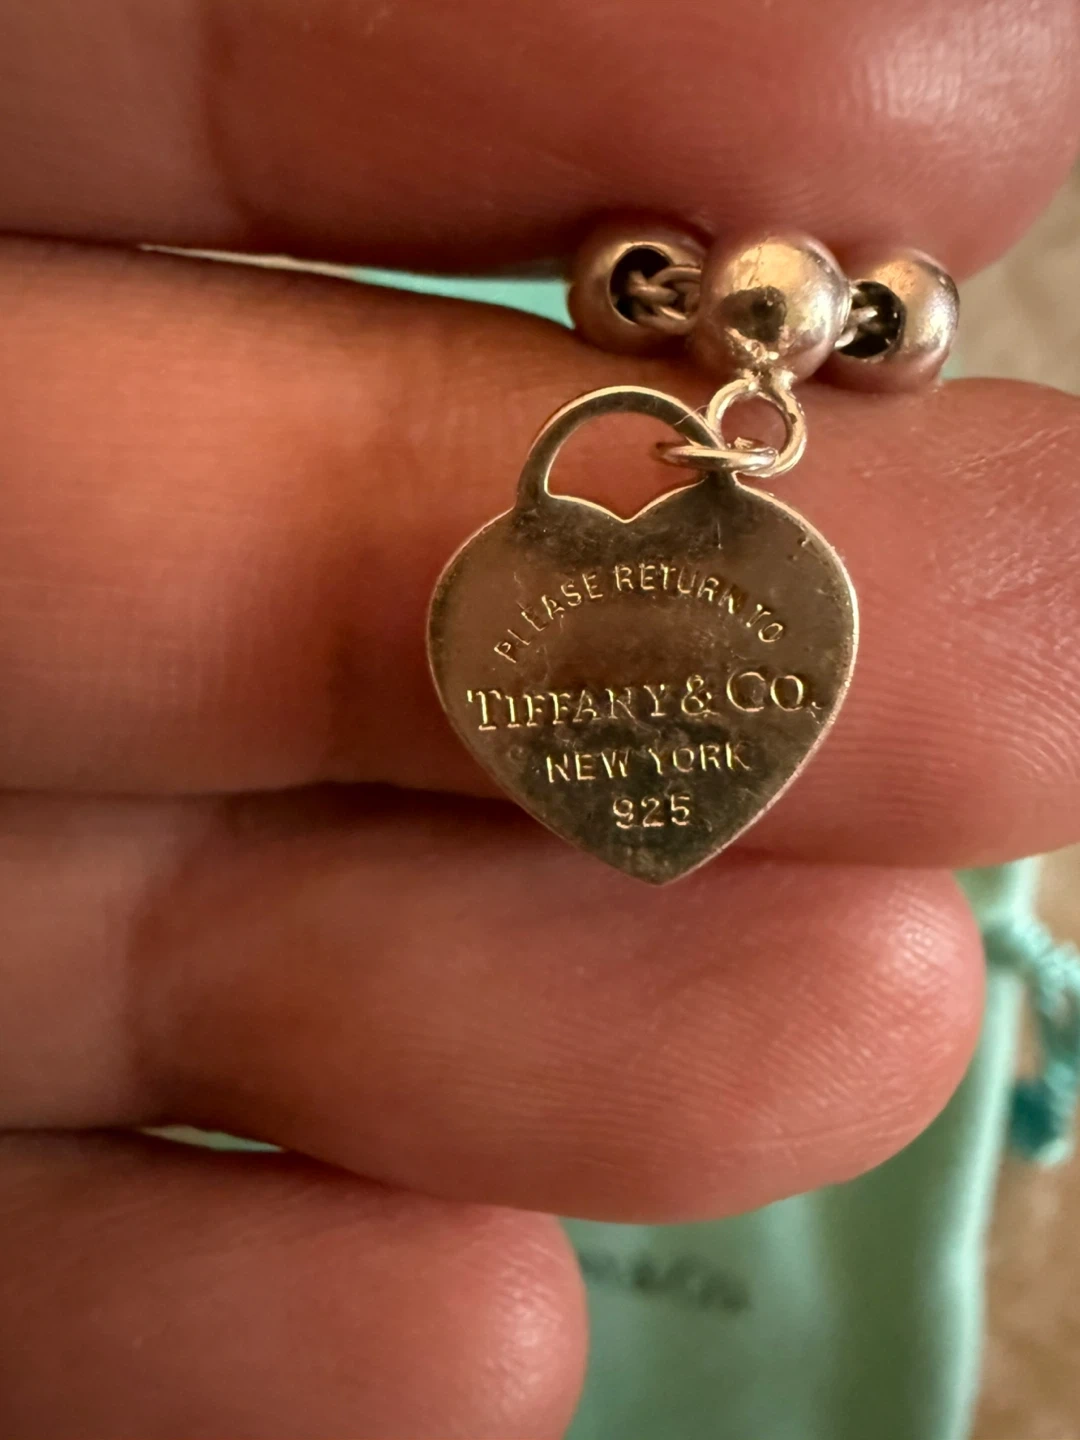 PLEASE RETURN TO
TIFFANY & CO.
NEW YORK
925